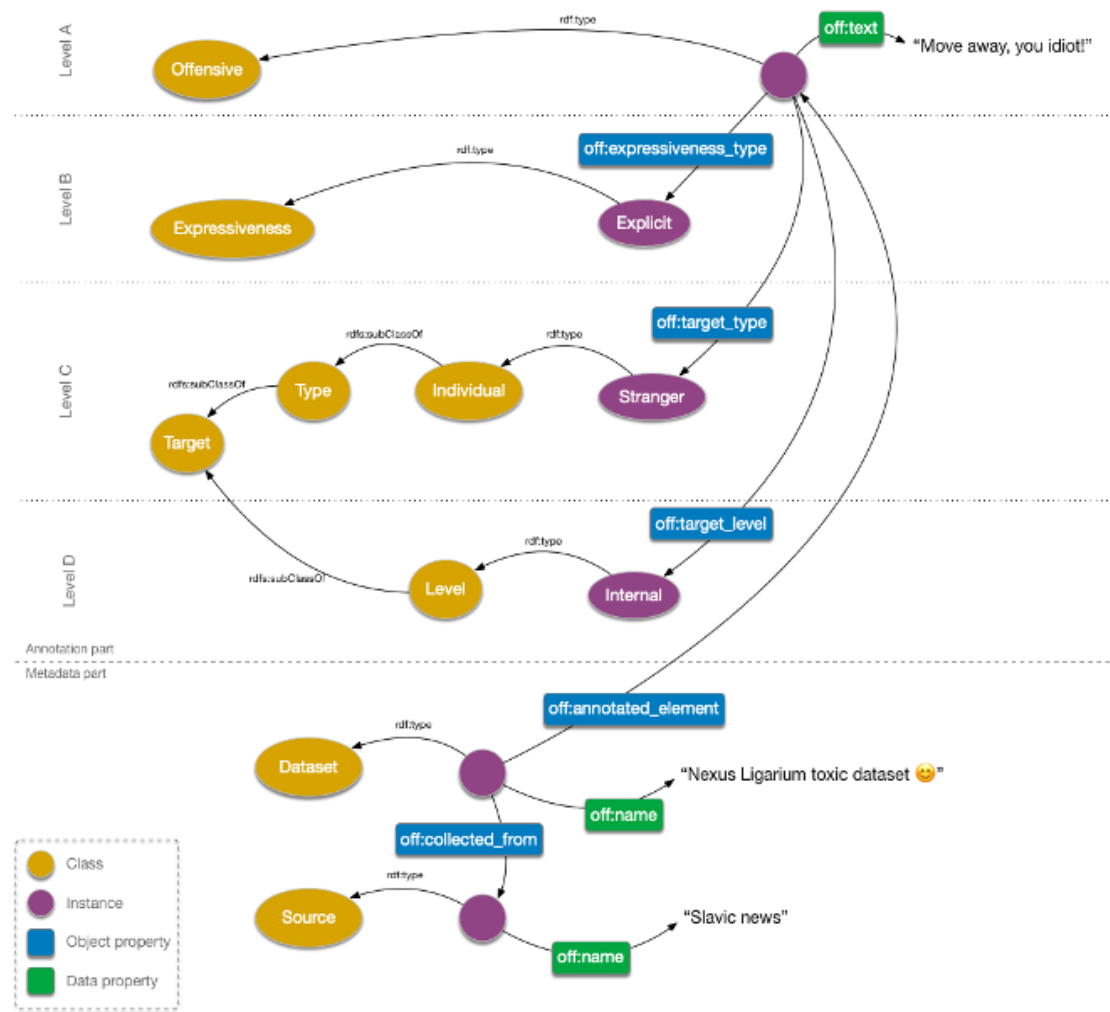 Level A
rdf:type
off:text
“Move away, you idiot!”
Offensive
Level B
rdf:type
off:expressiveness_type
Expressiveness
Explicit
Level C
off:target_type
rdfs:subClassOf
rdf:type
rdfs:subClassOf
Type
Individual
Stranger
Target
Level D
off:target_level
rdf:type
rdfs:subClassOf
Level
Internal
Annotation part
Metadata part
off:annotated_element
rdf:type
Dataset
“Nexus Ligarium toxic dataset 😊”
off:name
off:collected_from
rdf:type
Source
“Slavic news”
off:name
Class
Instance
Object property
Data property